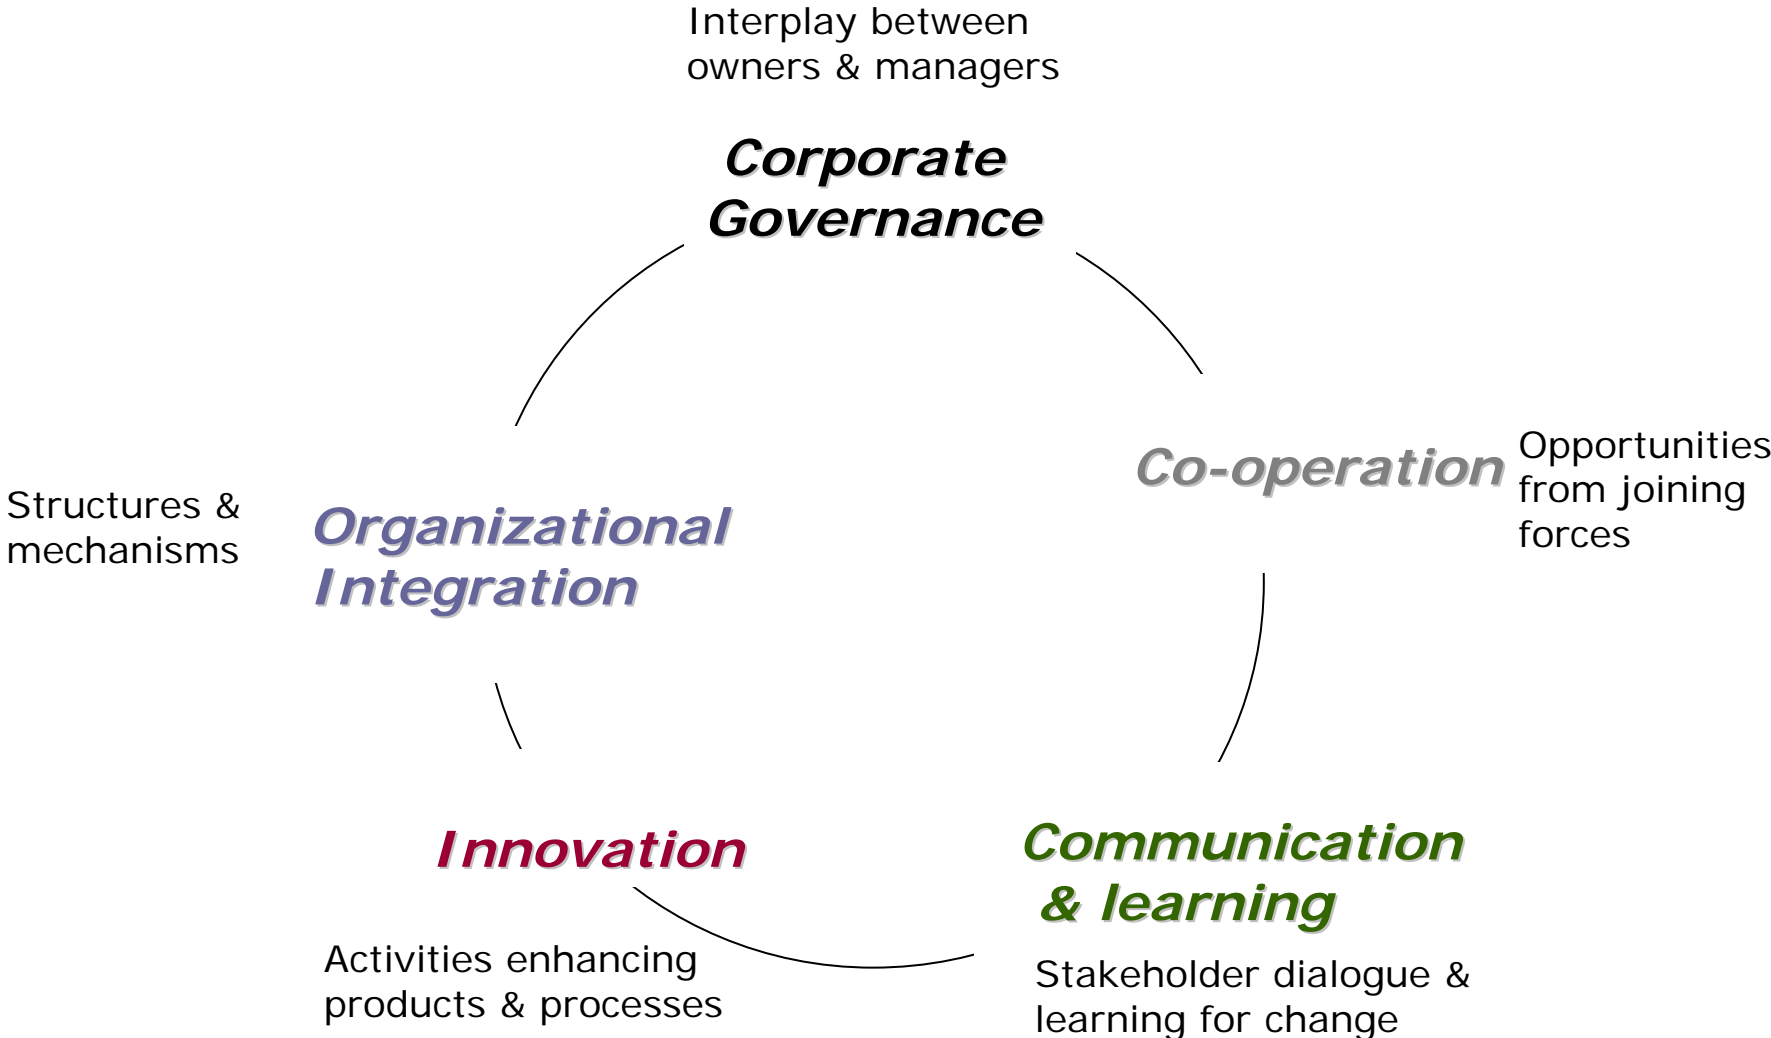 Interplay between
owners & managers
Corporate
Governance
Co-operation
Opportunities
from joining
forces
Structures &
mechanisms
Organizational
Integration
Innovation
Activities enhancing
products & processes
Communication
& learning
Stakeholder dialogue &
learning for change